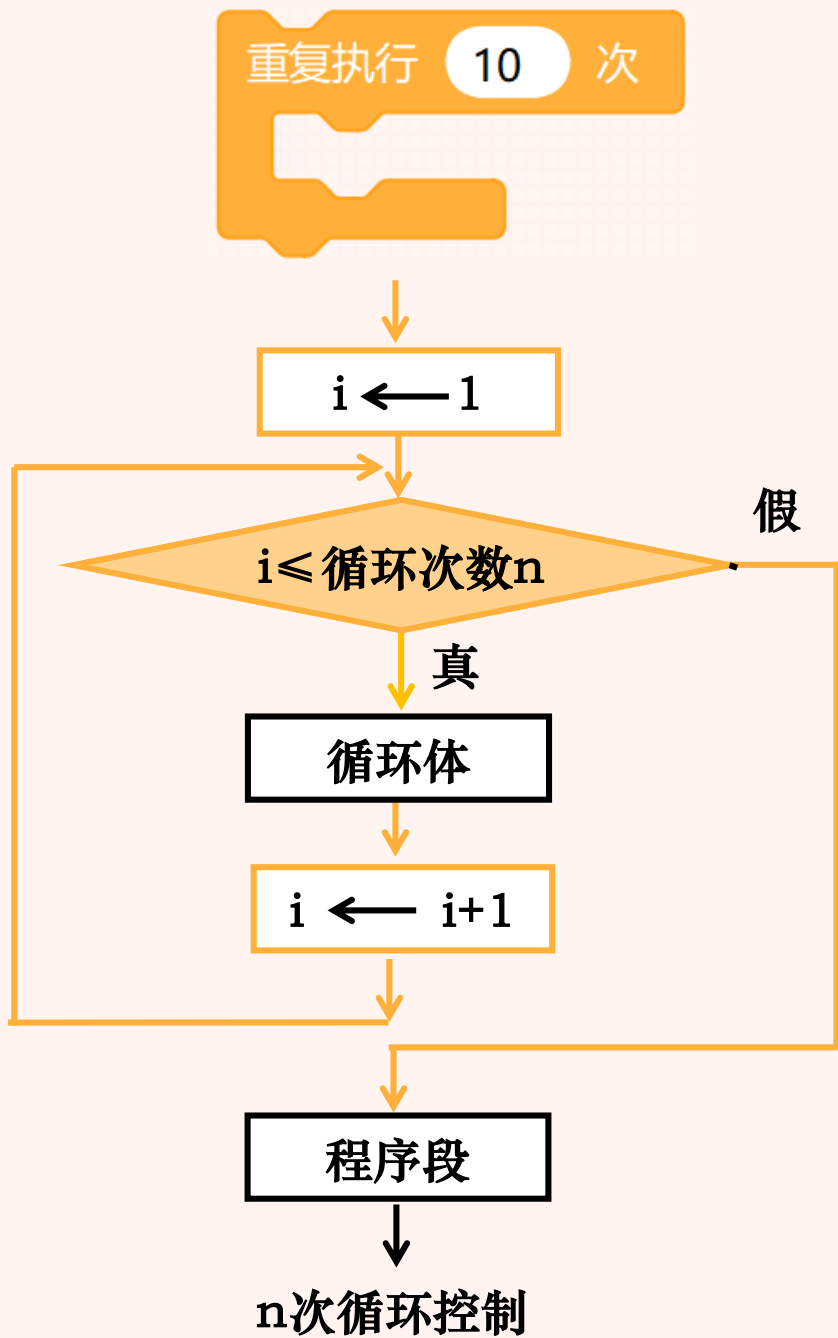 重复执行 10 次
i ← 1
i≤循环次数n
假
真
循环体
i ← i+1
程序段
n次循环控制